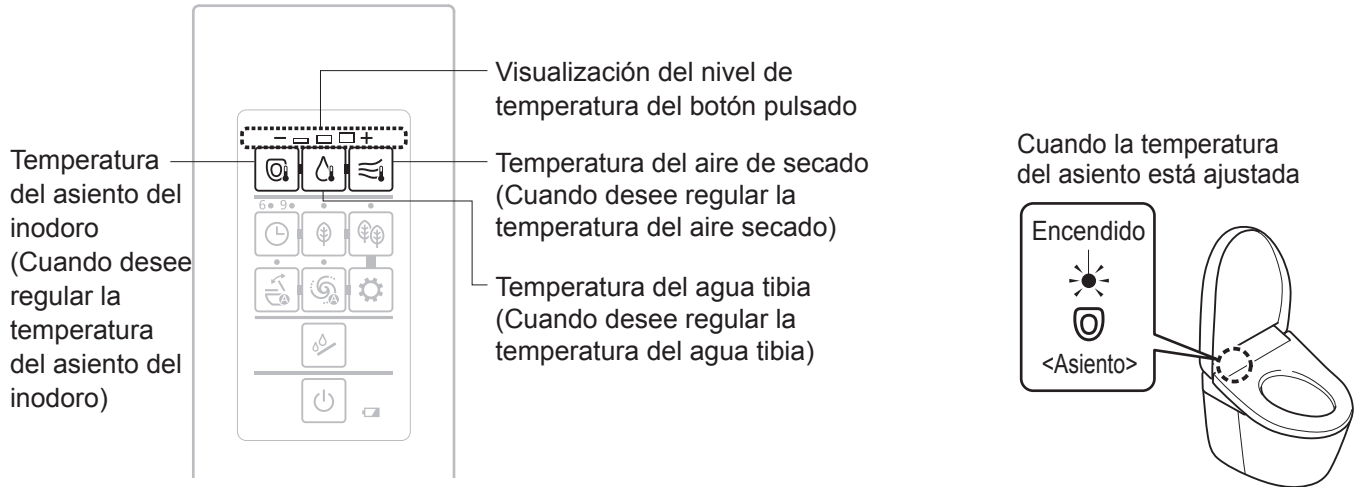 Visualización del nivel de
temperatura del botón pulsado
− +
Temperatura
del asiento del
inodoro
(Cuando desee
regular la
temperatura
del asiento del
inodoro)
Temperatura del aire de secado
(Cuando desee regular la
temperatura del aire secado)
6 9
A A
Temperatura del agua tibia
(Cuando desee regular la
temperatura del agua tibia)
Cuando la temperatura
del asiento está ajustada
Encendido
<Asiento>